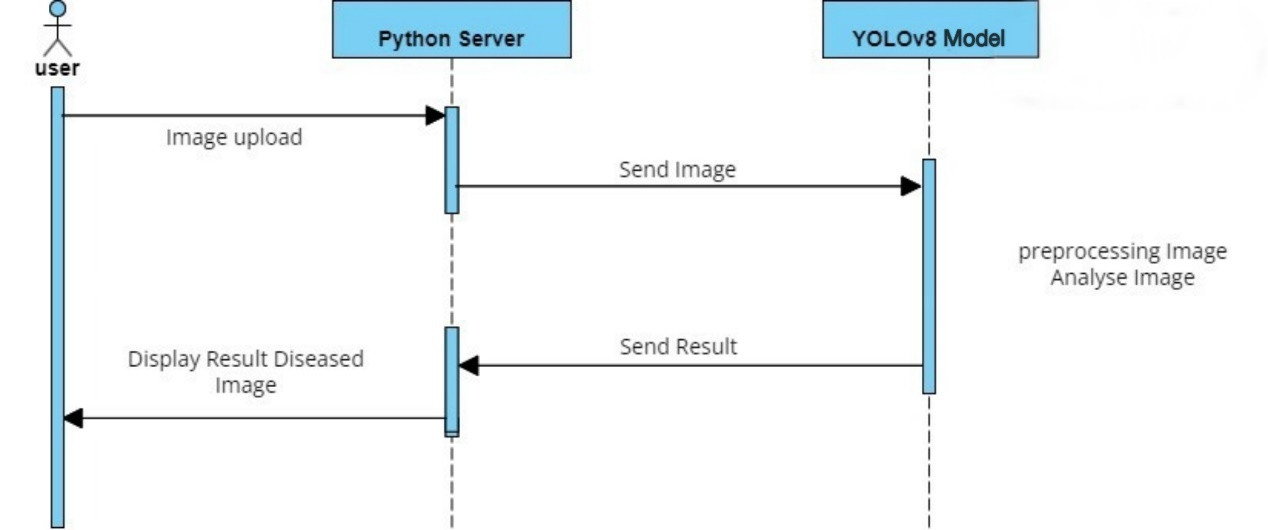 user
Python Server
YOLOv8 Model
Image upload
Send Image
preprocessing Image
Analyse Image
Send Result
Display Result Diseased
Image